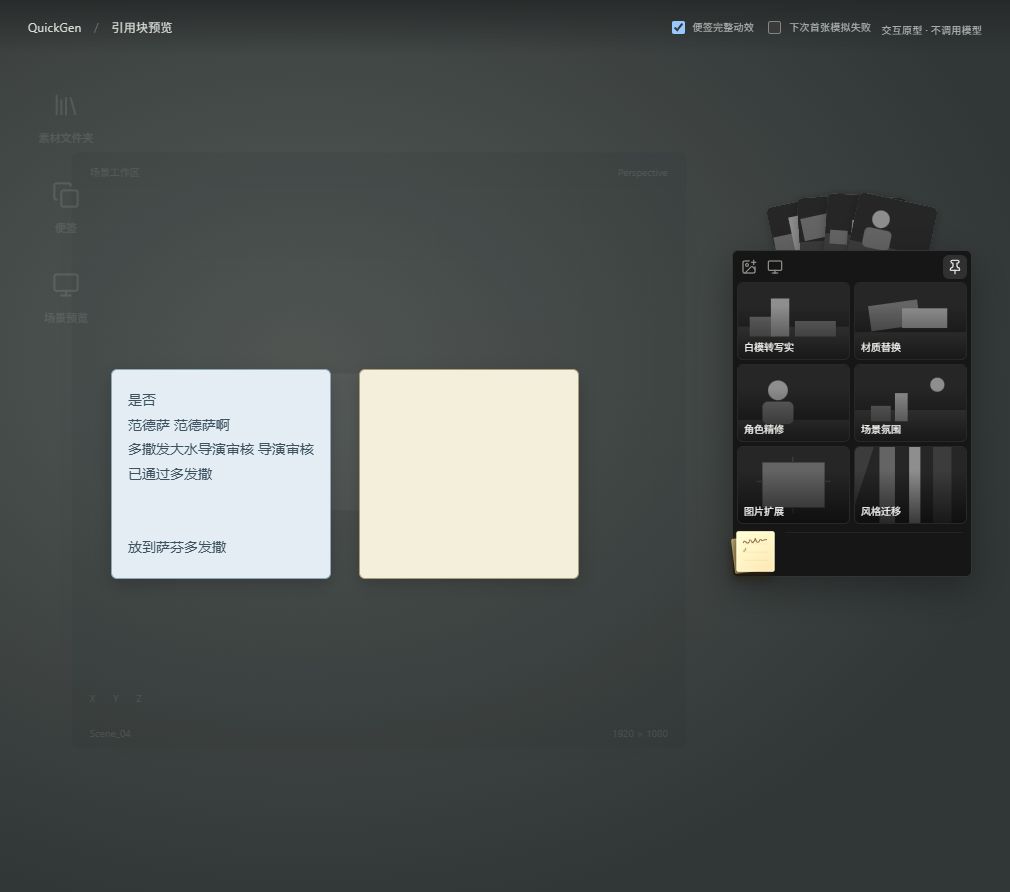 QuickGen / 引用块预览
便签完整动效
下次首张模拟失败
交互原型 · 不调用模型
素材文件夹
便签
场景预览
场景工作区
Perspective
是否
范德萨 范德萨啊
多撒发大水导演审核 导演审核
已通过多发撒
放到萨芬多发撒
白模转写实
材质替换
角色精修
场景氛围
图片扩展
风格迁移
X Y Z
Scene_04
1920 × 1080